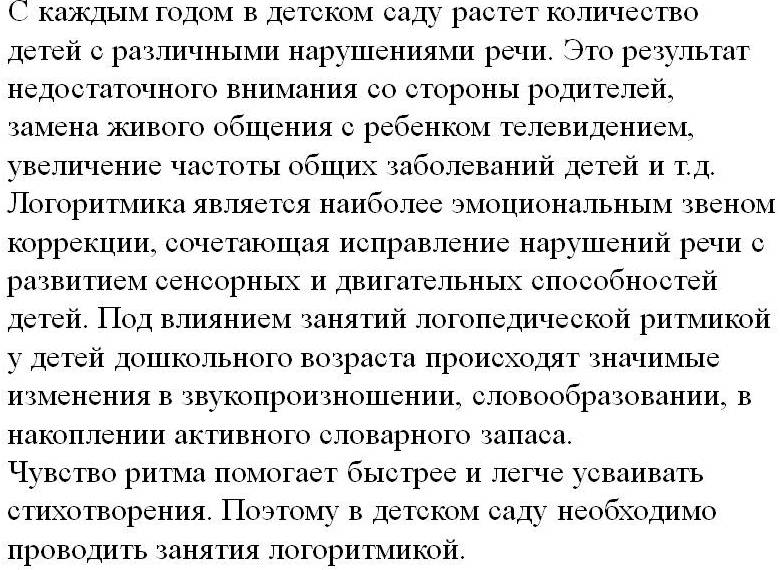 С каждым годом в детском саду растет количество
детей с различными нарушениями речи. Это результат
недостаточного внимания со стороны родителей,
замена живого общения с ребенком телевидением,
увеличение частоты общих заболеваний детей и т.д.
Логоритмика является наиболее эмоциональным звеном
коррекции, сочетающая исправление нарушений речи с
развитием сенсорных и двигательных способностей
детей. Под влиянием занятий логопедической ритмикой
у детей дошкольного возраста происходят значимые
изменения в звукопроизношении, словообразовании, в
накоплении активного словарного запаса.
Чувство ритма помогает быстрее и легче усваивать
стихотворения. Поэтому в детском саду необходимо
проводить занятия логоритмикой.